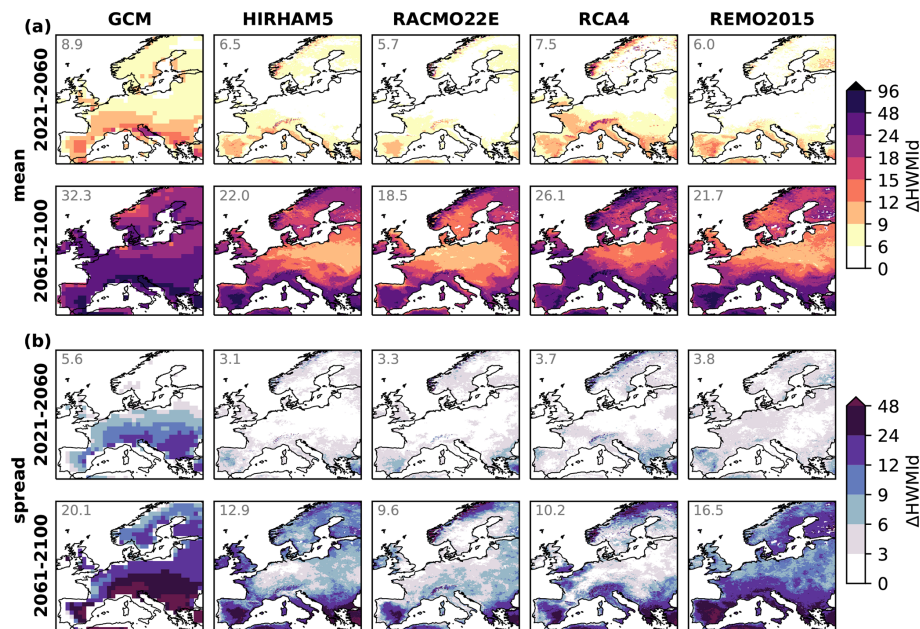 GCM HIRHAM5 RACMO22E RCA4 REMO2015
(a)
mean
2021-2060
8.9 6.5 5.7 7.5 6.0
2061-2100
32.3 22.0 18.5 26.1 21.7
96
48
24
18
15
12
9
6
0
ΔHWMId
(b)
spread
2021-2060
5.6 3.1 3.3 3.7 3.8
2061-2100
20.1 12.9 9.6 10.2 16.5
48
24
12
9
6
3
0
ΔHWMId